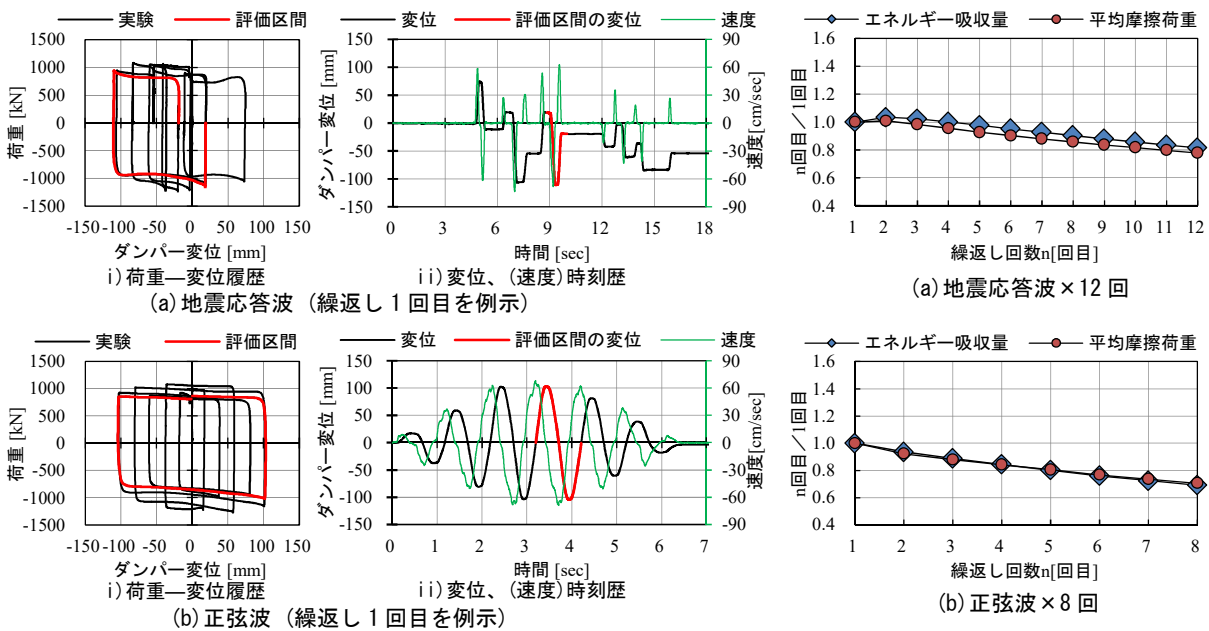 実験 評価区間
1500
1000
500
0
-500
-1000
-1500
荷重 [kN]
-150 -100 -50 0 50 100 150
ダンパー変位 [mm]
i)荷重―変位履歴
変位 評価区間の変位 速度
150
100
50
0
-50
-100
-150
ダンパー変位 [mm]
90
60
30
0
-30
-60
-90
速度[cm/sec]
0 3 6 9 12 15 18
時間 [sec]
ii)変位、(速度)時刻歴
(a)地震応答波 (繰返し1回目を例示)
エネルギー吸収量 平均摩擦荷重
1.6
1.4
1.2
1.0
0.8
0.6
0.4
n回目/1回目
1 2 3 4 5 6 7 8 9 10 11 12
繰返し回数n[回目]
(a)地震応答波×12回
実験 評価区間
1500
1000
500
0
-500
-1000
-1500
荷重 [kN]
-150 -100 -50 0 50 100 150
ダンパー変位 [mm]
i)荷重―変位履歴
変位 評価区間の変位 速度
150
100
50
0
-50
-100
-150
ダンパー変位 [mm]
90
60
30
0
-30
-60
-90
速度[cm/sec]
0 1 2 3 4 5 6 7
時間 [sec]
ii)変位、(速度)時刻歴
(b)正弦波 (繰返し1回目を例示)
エネルギー吸収量 平均摩擦荷重
1.6
1.4
1.2
1.0
0.8
0.6
0.4
n回目/1回目
1 2 3 4 5 6 7 8
繰返し回数n[回目]
(b)正弦波×8回